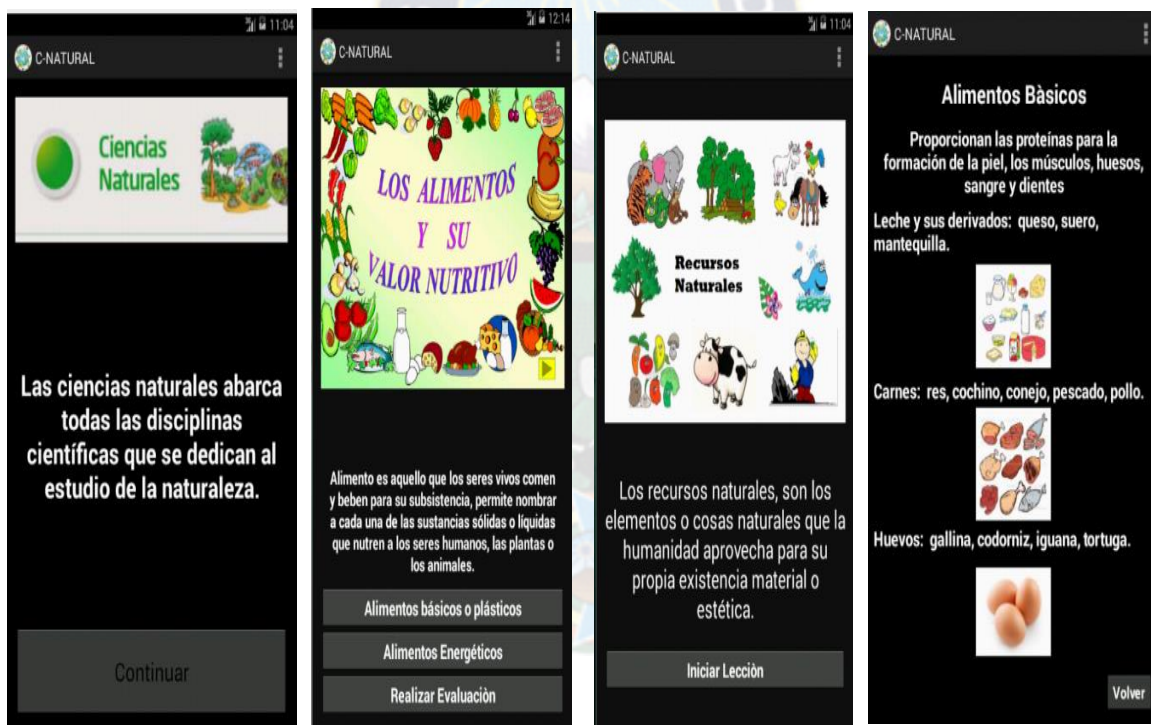 11:04
C-NATURAL
Ciencias
Naturales
Las ciencias naturales abarca
todas las disciplinas
científicas que se dedican al
estudio de la naturaleza.
Continuar
12:14
C-NATURAL
LOS ALIMENTOS
Y SU
VALOR NUTRITIVO
Alimento es aquello que los seres vivos comen
y beben para su subsistencia, permite nombrar
a cada una de las sustancias sólidas o líquidas
que nutren a los seres humanos, las plantas o
los animales.
Alimentos básicos o plásticos
Alimentos Energéticos
Realizar Evaluaciòn
11:04
C-NATURAL
Recursos
Naturales
Los recursos naturales, son los
elementos o cosas naturales que la
humanidad aprovecha para su
propia existencia material o
estética.
Iniciar Lecciòn
C-NATURAL
Alimentos Bàsicos
Proporcionan las proteínas para la
formación de la piel, los músculos, huesos,
sangre y dientes
Leche y sus derivados: queso, suero,
mantequilla.
Carnes: res, cochino, conejo, pescado, pollo.
Huevos: gallina, codorniz, iguana, tortuga.
Volver